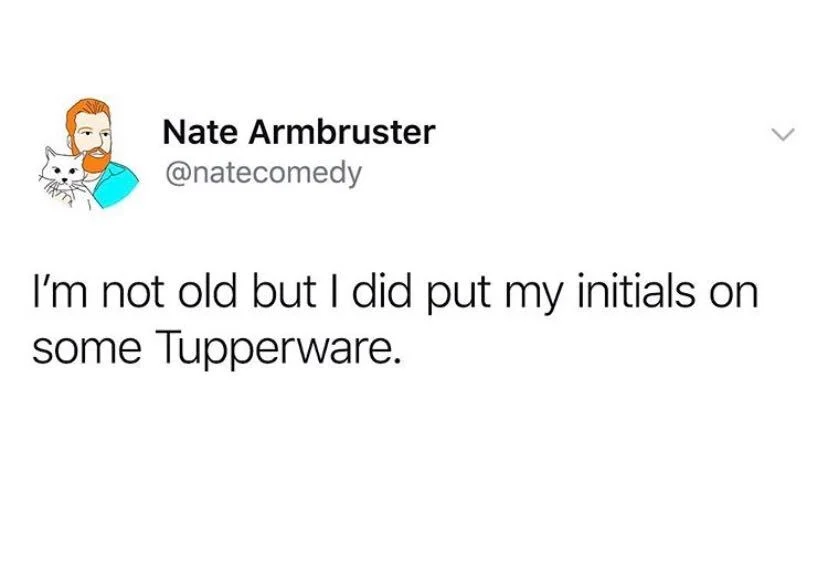 Nate Armbruster
@natecomedy
I’m not old but I did put my initials on
some Tupperware.